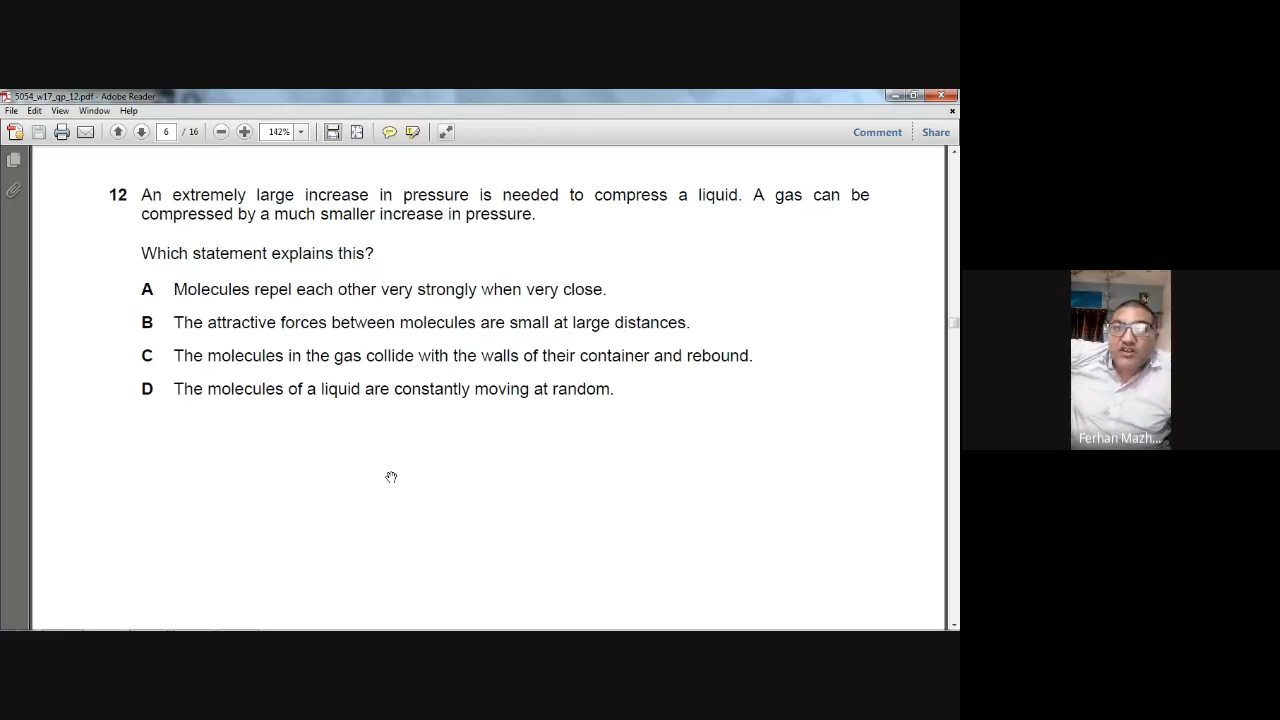 5054_w17_qp_12.pdf - Adobe Reader
File Edit View Window Help
6 / 16 142% Comment Share
12 An extremely large increase in pressure is needed to compress a liquid. A gas can be
compressed by a much smaller increase in pressure.
Which statement explains this?
A Molecules repel each other very strongly when very close.
B The attractive forces between molecules are small at large distances.
C The molecules in the gas collide with the walls of their container and rebound.
D The molecules of a liquid are constantly moving at random.
Ferhan Mazh...